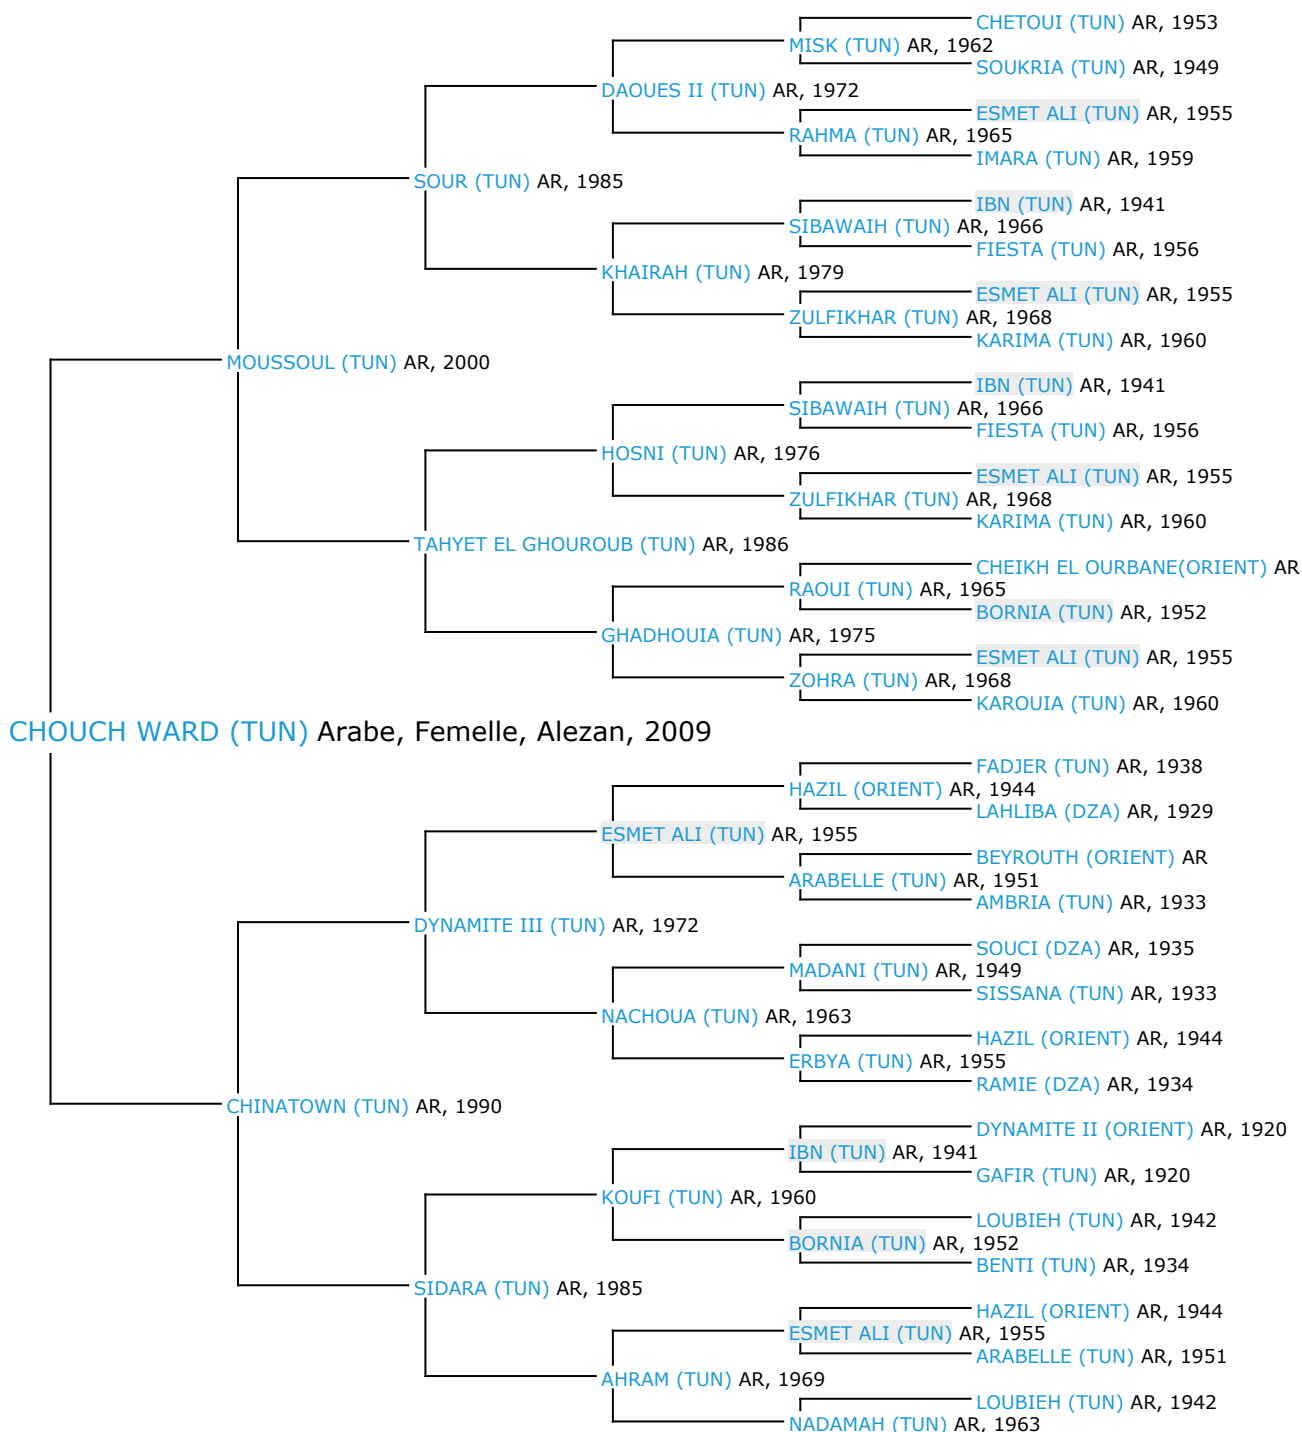 CHETOUI (TUN) AR, 1953
MISK (TUN) AR, 1962
SOUKRIA (TUN) AR, 1949
DAOUES II (TUN) AR, 1972
ESMET ALI (TUN) AR, 1955
RAHMA (TUN) AR, 1965
IMARA (TUN) AR, 1959
SOUR (TUN) AR, 1985
IBN (TUN) AR, 1941
SIBAWAIH (TUN) AR, 1966
FIESTA (TUN) AR, 1956
KHAIRAH (TUN) AR, 1979
ESMET ALI (TUN) AR, 1955
ZULFIKHAR (TUN) AR, 1968
KARIMA (TUN) AR, 1960
MOUSSOUL (TUN) AR, 2000
IBN (TUN) AR, 1941
SIBAWAIH (TUN) AR, 1966
FIESTA (TUN) AR, 1956
HOSNI (TUN) AR, 1976
ESMET ALI (TUN) AR, 1955
ZULFIKHAR (TUN) AR, 1968
KARIMA (TUN) AR, 1960
TAHYET EL GHOUROUB (TUN) AR, 1986
CHEIKH EL OURBANE(ORIENT) AR
RAOUI (TUN) AR, 1965
BORNIA (TUN) AR, 1952
GHADHOUIA (TUN) AR, 1975
ESMET ALI (TUN) AR, 1955
ZOHRA (TUN) AR, 1968
KAROUIA (TUN) AR, 1960
CHOUCH WARD (TUN) Arabe, Femelle, Alezan, 2009
FADJER (TUN) AR, 1938
HAZIL (ORIENT) AR, 1944
LAHLIBA (DZA) AR, 1929
ESMET ALI (TUN) AR, 1955
BEYROUTH (ORIENT) AR
ARABELLE (TUN) AR, 1951
AMBRIA (TUN) AR, 1933
DYNAMITE III (TUN) AR, 1972
SOUCI (DZA) AR, 1935
MADANI (TUN) AR, 1949
SISSANA (TUN) AR, 1933
NACHOUA (TUN) AR, 1963
HAZIL (ORIENT) AR, 1944
ERBYA (TUN) AR, 1955
RAMIE (DZA) AR, 1934
CHINATOWN (TUN) AR, 1990
DYNAMITE II (ORIENT) AR, 1920
IBN (TUN) AR, 1941
GAFIR (TUN) AR, 1920
KOUFI (TUN) AR, 1960
LOUBIEH (TUN) AR, 1942
BORNIA (TUN) AR, 1952
BENTI (TUN) AR, 1934
SIDARA (TUN) AR, 1985
HAZIL (ORIENT) AR, 1944
ESMET ALI (TUN) AR, 1955
ARABELLE (TUN) AR, 1951
AHRAM (TUN) AR, 1969
LOUBIEH (TUN) AR, 1942
NADAMAH (TUN) AR, 1963